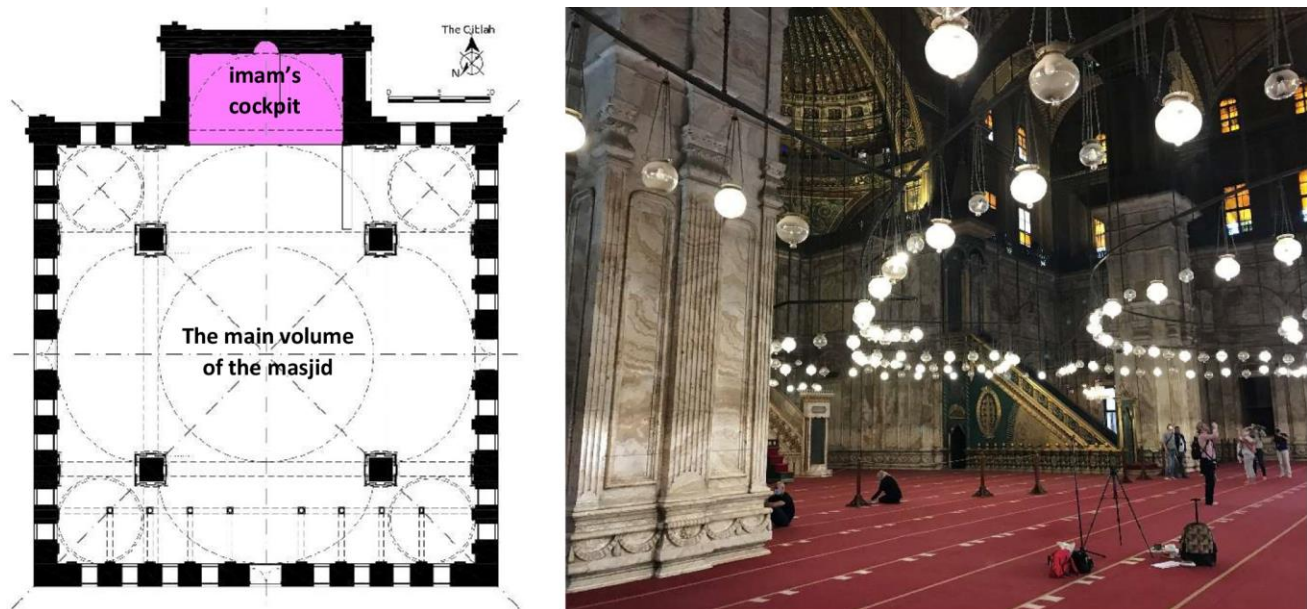 The Qiblah
N
imam's
cockpit
The main volume
of the masjid